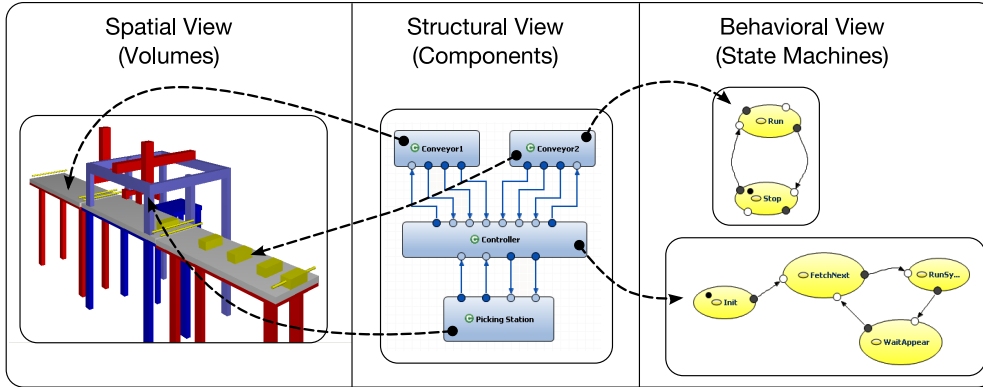 Spatial View
(Volumes)
Structural View
(Components)
Behavioral View
(State Machines)
Conveyor1
Conveyor2
Controller
Picking Station
Run
Stop
Init
FetchNext
RunSy...
WaitAppear